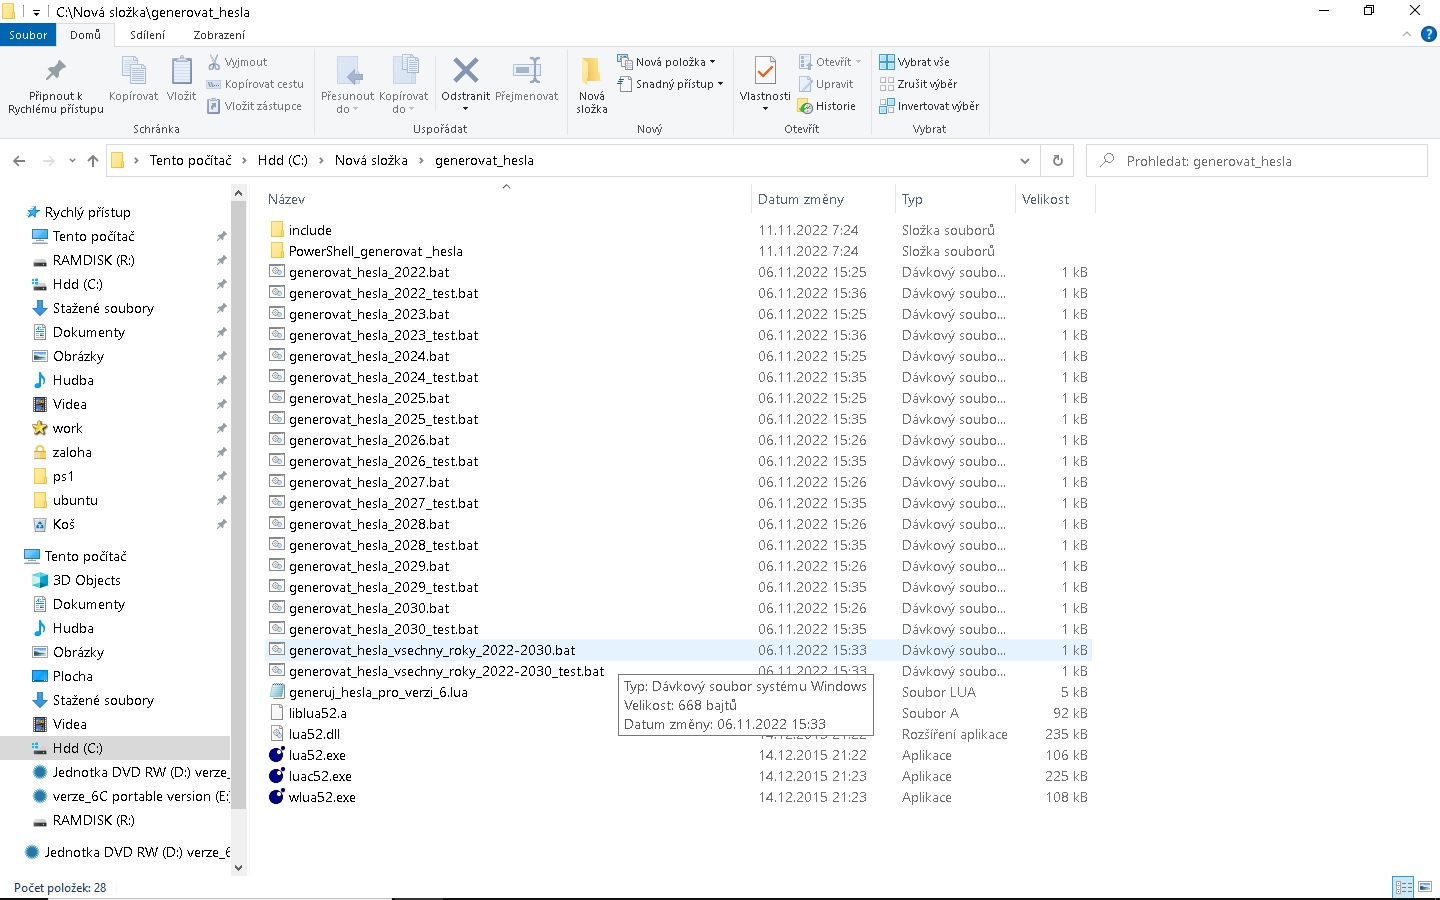 C:\Nová složka\generovat_hesla
Soubor Domů Sdílení Zobrazení
Připnout k Rychlému přístupu
Kopírovat
Vložit
Vyjmout
Kopírovat cestu
Vložit zástupce
Schránka
Přesunout do
Kopírovat do
Odstranit
Přejmenovat
Uspořádat
Nová složka
Nová položka
Snadný přístup
Nový
Vlastnosti
Otevřít
Upravit
Historie
Otevřít
Vybrat vše
Zrušit výběr
Invertovat výběr
Vybrat
Tento počítač Hdd (C:) Nová složka generovat_hesla
Prohledat: generovat_hesla
Rychlý přístup
Tento počítač
RAMDISK (R:)
Hdd (C:)
Stažené soubory
Dokumenty
Obrázky
Hudba
Videa
work
zaloha
ps1
ubuntu
Koš
Tento počítač
3D Objects
Dokumenty
Hudba
Obrázky
Plocha
Stažené soubory
Videa
Hdd (C:)
Jednotka DVD RW (D:) verze_
verze_6C portable version (E:
RAMDISK (R:)
Jednotka DVD RW (D:) verze_6
Název Datum změny Typ Velikost
include 11.11.2022 7:24 Složka souborů
PowerShell_generovat _hesla 11.11.2022 7:24 Složka souborů
generovat_hesla_2022.bat 06.11.2022 15:25 Dávkový soubo... 1 kB
generovat_hesla_2022_test.bat 06.11.2022 15:36 Dávkový soubo... 1 kB
generovat_hesla_2023.bat 06.11.2022 15:25 Dávkový soubo... 1 kB
generovat_hesla_2023_test.bat 06.11.2022 15:36 Dávkový soubo... 1 kB
generovat_hesla_2024.bat 06.11.2022 15:25 Dávkový soubo... 1 kB
generovat_hesla_2024_test.bat 06.11.2022 15:35 Dávkový soubo... 1 kB
generovat_hesla_2025.bat 06.11.2022 15:25 Dávkový soubo... 1 kB
generovat_hesla_2025_test.bat 06.11.2022 15:35 Dávkový soubo... 1 kB
generovat_hesla_2026.bat 06.11.2022 15:26 Dávkový soubo... 1 kB
generovat_hesla_2026_test.bat 06.11.2022 15:35 Dávkový soubo... 1 kB
generovat_hesla_2027.bat 06.11.2022 15:26 Dávkový soubo... 1 kB
generovat_hesla_2027_test.bat 06.11.2022 15:35 Dávkový soubo... 1 kB
generovat_hesla_2028.bat 06.11.2022 15:26 Dávkový soubo... 1 kB
generovat_hesla_2028_test.bat 06.11.2022 15:35 Dávkový soubo... 1 kB
generovat_hesla_2029.bat 06.11.2022 15:26 Dávkový soubo... 1 kB
generovat_hesla_2029_test.bat 06.11.2022 15:35 Dávkový soubo... 1 kB
generovat_hesla_2030.bat 06.11.2022 15:26 Dávkový soubo... 1 kB
generovat_hesla_2030_test.bat 06.11.2022 15:35 Dávkový soubo... 1 kB
generovat_hesla_vsechny_roky_2022-2030.bat 06.11.2022 15:33 Dávkový soubo... 1 kB
generovat_hesla_vsechny_roky_2022-2030_test.bat 06.11.2022 15:33 Dávkový soubo... 1 kB
generuj_hesla_pro_verzi_6.lua Soubor LUA 5 kB
liblua52.a Soubor A 92 kB
lua52.dll 14.12.2015 21:22 Rozšíření aplikace 235 kB
lua52.exe 14.12.2015 21:22 Aplikace 106 kB
luac52.exe 14.12.2015 21:23 Aplikace 225 kB
wlua52.exe 14.12.2015 21:23 Aplikace 108 kB
Typ: Dávkový soubor systému Windows
Velikost: 668 bajtů
Datum změny: 06.11.2022 15:33
Počet položek: 28